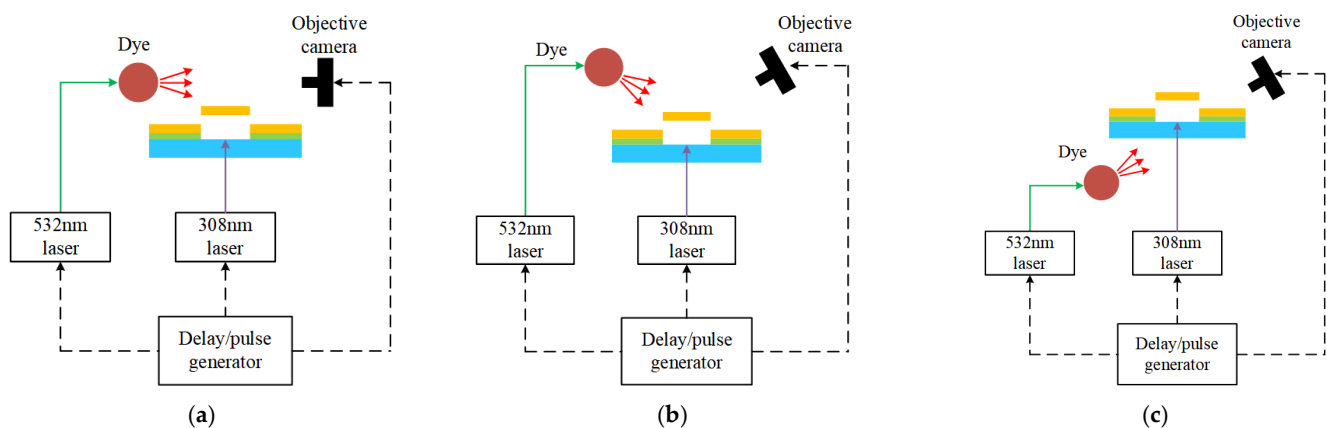 Dye
Objective
camera
532nm
laser
308nm
laser
Delay/pulse
generator
(a)
Dye
Objective
camera
532nm
laser
308nm
laser
Delay/pulse
generator
(b)
Objective
camera
Dye
532nm
laser
308nm
laser
Delay/pulse
generator
(c)